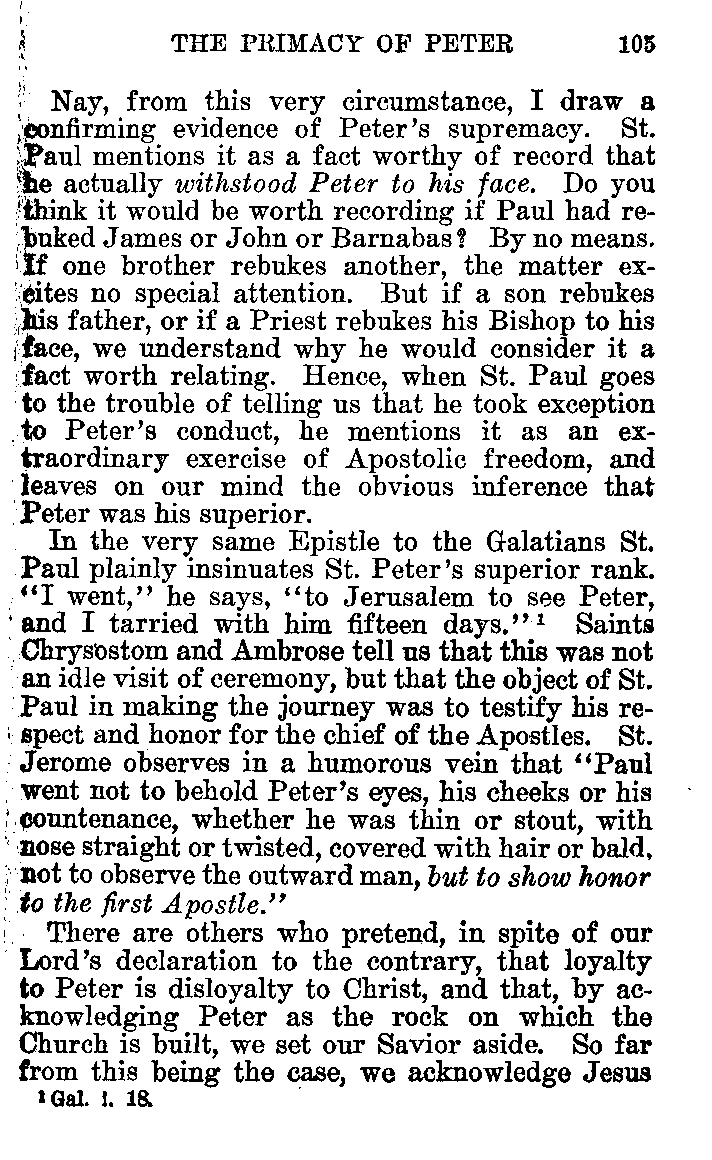 THE PRIMACY OF PETER 105
Nay, from this very circumstance, I draw a
confirming evidence of Peter's supremacy. St.
Paul mentions it as a fact worthy of record that
he actually withstood Peter to his face. Do you
think it would be worth recording if Paul had re-
buked James or John or Barnabas? By no means.
If one brother rebukes another, the matter ex-
cites no special attention. But if a son rebukes
his father, or if a Priest rebukes his Bishop to his
face, we understand why he would consider it a
fact worth relating. Hence, when St. Paul goes
to the trouble of telling us that he took exception
to Peter's conduct, he mentions it as an ex-
traordinary exercise of Apostolic freedom, and
leaves on our mind the obvious inference that
Peter was his superior.
In the very same Epistle to the Galatians St.
Paul plainly insinuates St. Peter's superior rank.
"I went," he says, "to Jerusalem to see Peter,
and I tarried with him fifteen days."¹ Saints
Chrysostom and Ambrose tell us that this was not
an idle visit of ceremony, but that the object of St.
Paul in making the journey was to testify his re-
spect and honor for the chief of the Apostles. St.
Jerome observes in a humorous vein that "Paul
went not to behold Peter's eyes, his cheeks or his
countenance, whether he was thin or stout, with
nose straight or twisted, covered with hair or bald,
not to observe the outward man, but to show honor
to the first Apostle."
There are others who pretend, in spite of our
Lord's declaration to the contrary, that loyalty
to Peter is disloyalty to Christ, and that, by ac-
knowledging Peter as the rock on which the
Church is built, we set our Savior aside. So far
from this being the case, we acknowledge Jesus
¹ Gal. I. 18.